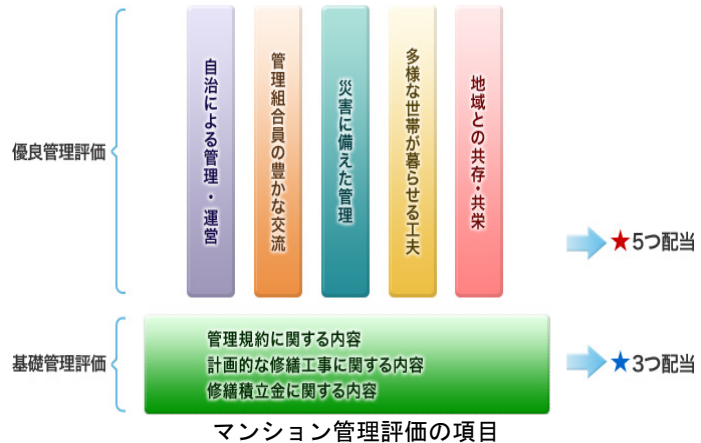 優良管理評価
自治による管理・運営
管理組合員の豊かな交流
災害に備えた管理
多様な世帯が暮らせる工夫
地域との共存・共栄
★5つ配当
基礎管理評価
管理規約に関する内容
計画的な修繕工事に関する内容
修繕積立金に関する内容
★3つ配当
マンション管理評価の項目